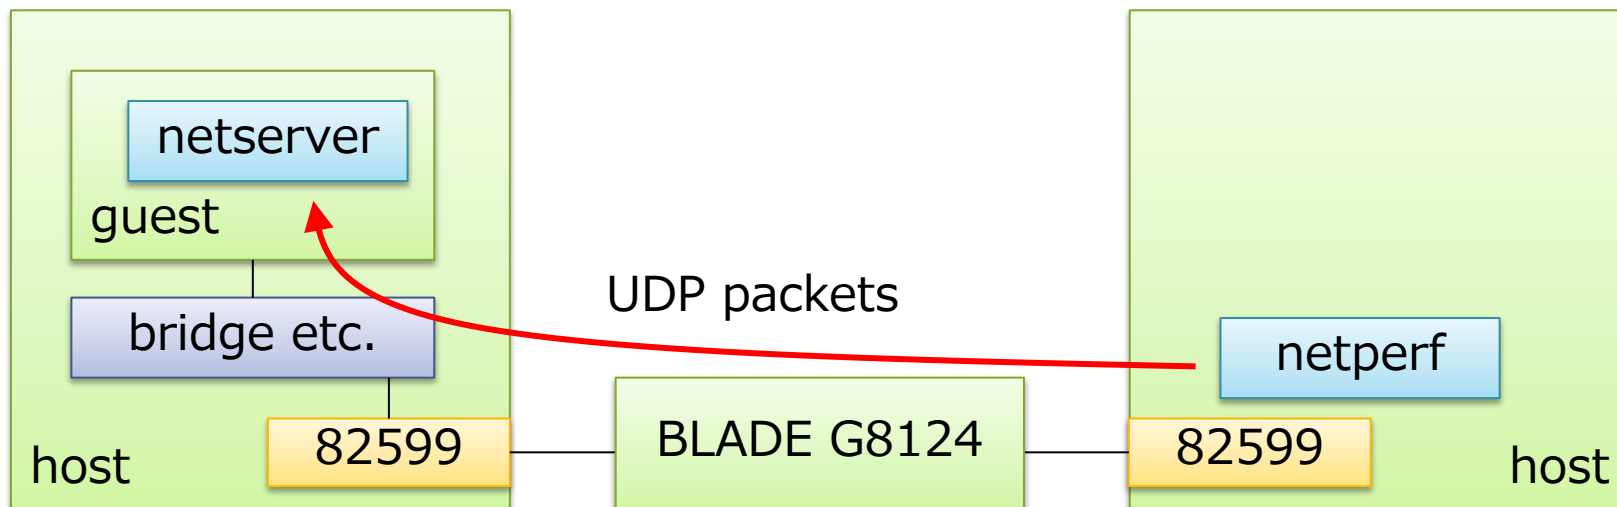 netserver
guest
UDP packets
bridge etc.
netperf
82599
BLADE G8124
82599
host
host